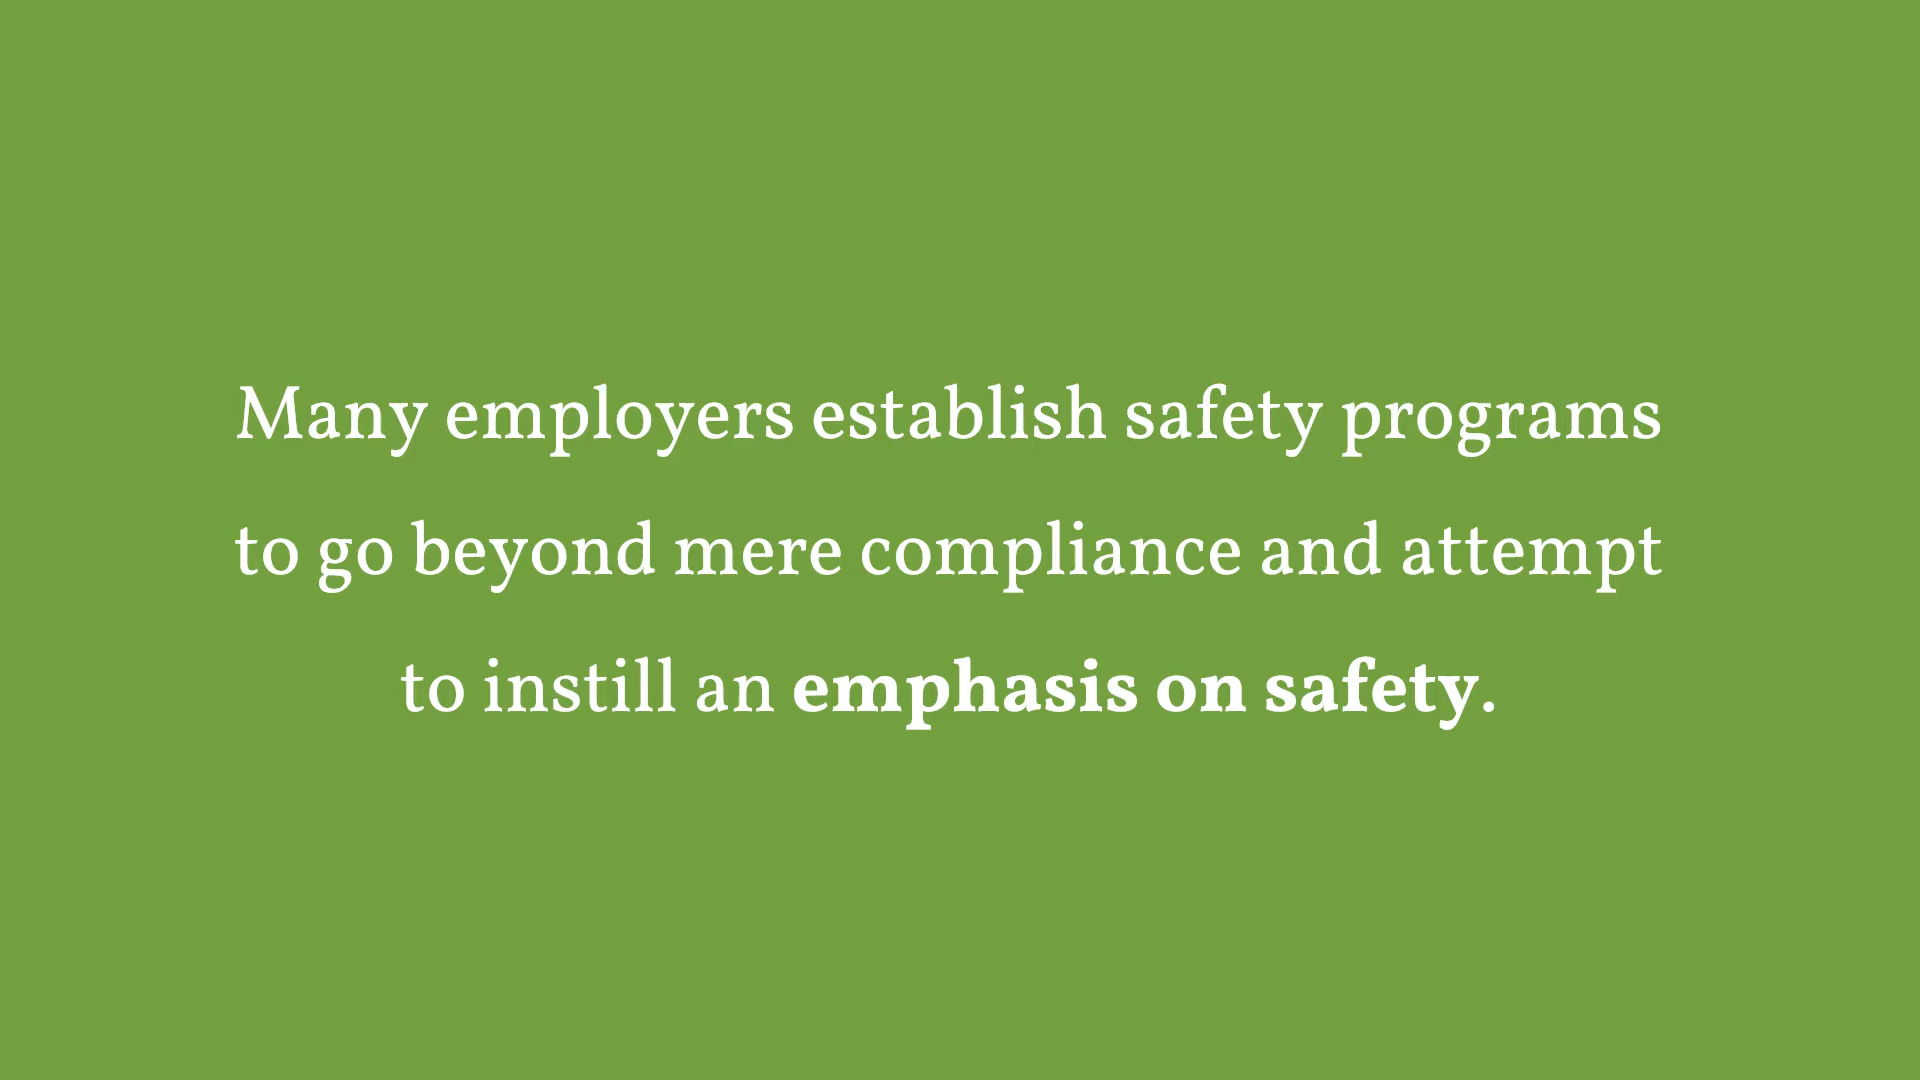 Many employers establish safety programs
to go beyond mere compliance and attempt
to instill an emphasis on safety.